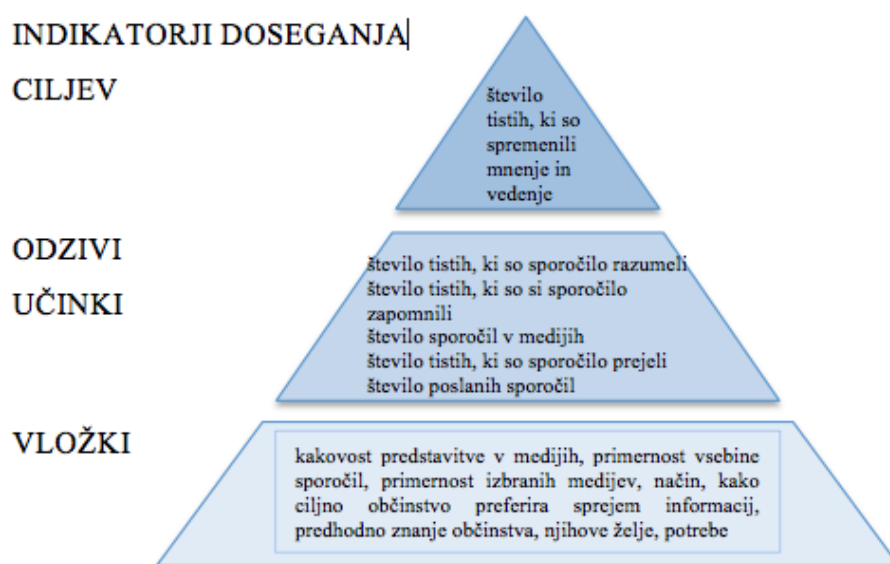 INDIKATORJI DOSEGANJA
CILJEV
število
tistih, ki so
spremenili
mnenje in
vedenje
ODZIVI
UČINKI
število tistih, ki so sporočilo razumeli
število tistih, ki so si sporočilo
zapomnili
število sporočil v medijih
število tistih, ki so sporočilo prejeli
število poslanih sporočil
VLOŽKI
kakovost predstavitve v medijih, primernost vsebine
sporočil, primernost izbranih medijev, način, kako
ciljno občinstvo preferira sprejem informacij,
predhodno znanje občinstva, njihove želje, potrebe